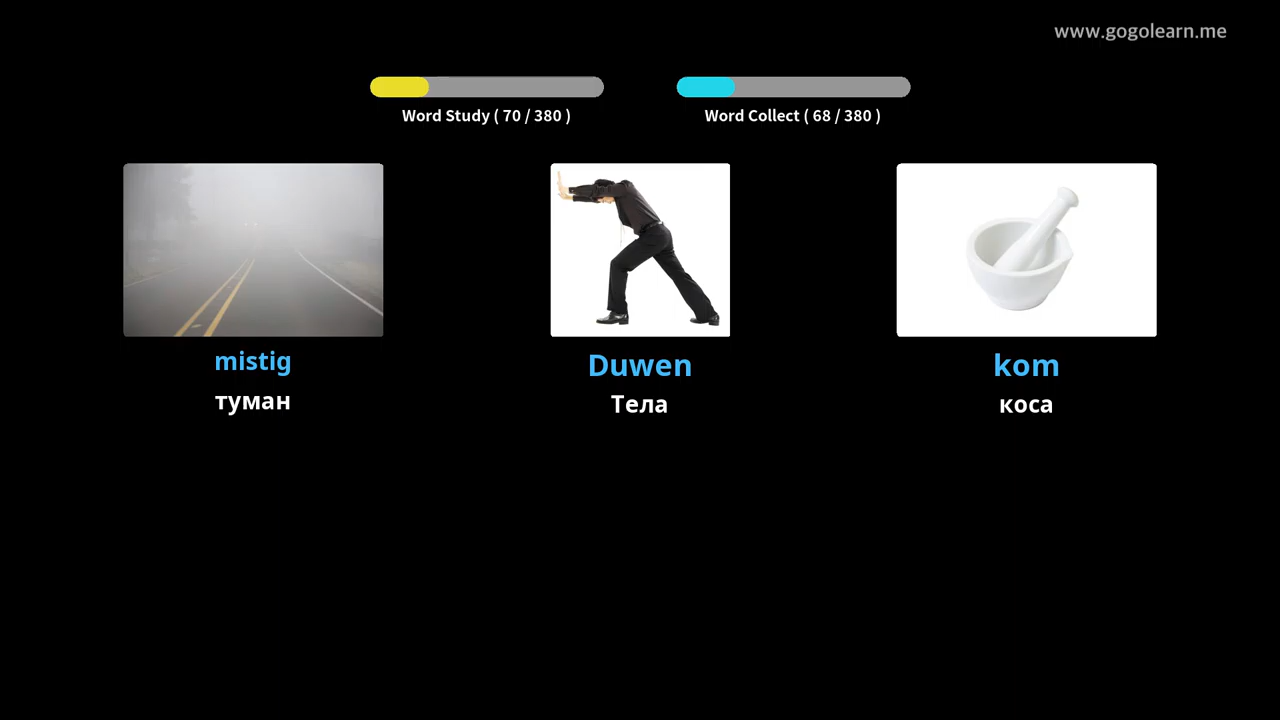 www.gogolearn.me
Word Study ( 70 / 380 )
Word Collect ( 68 / 380 )
mistig
туман
Duwen
Тела
kom
коса